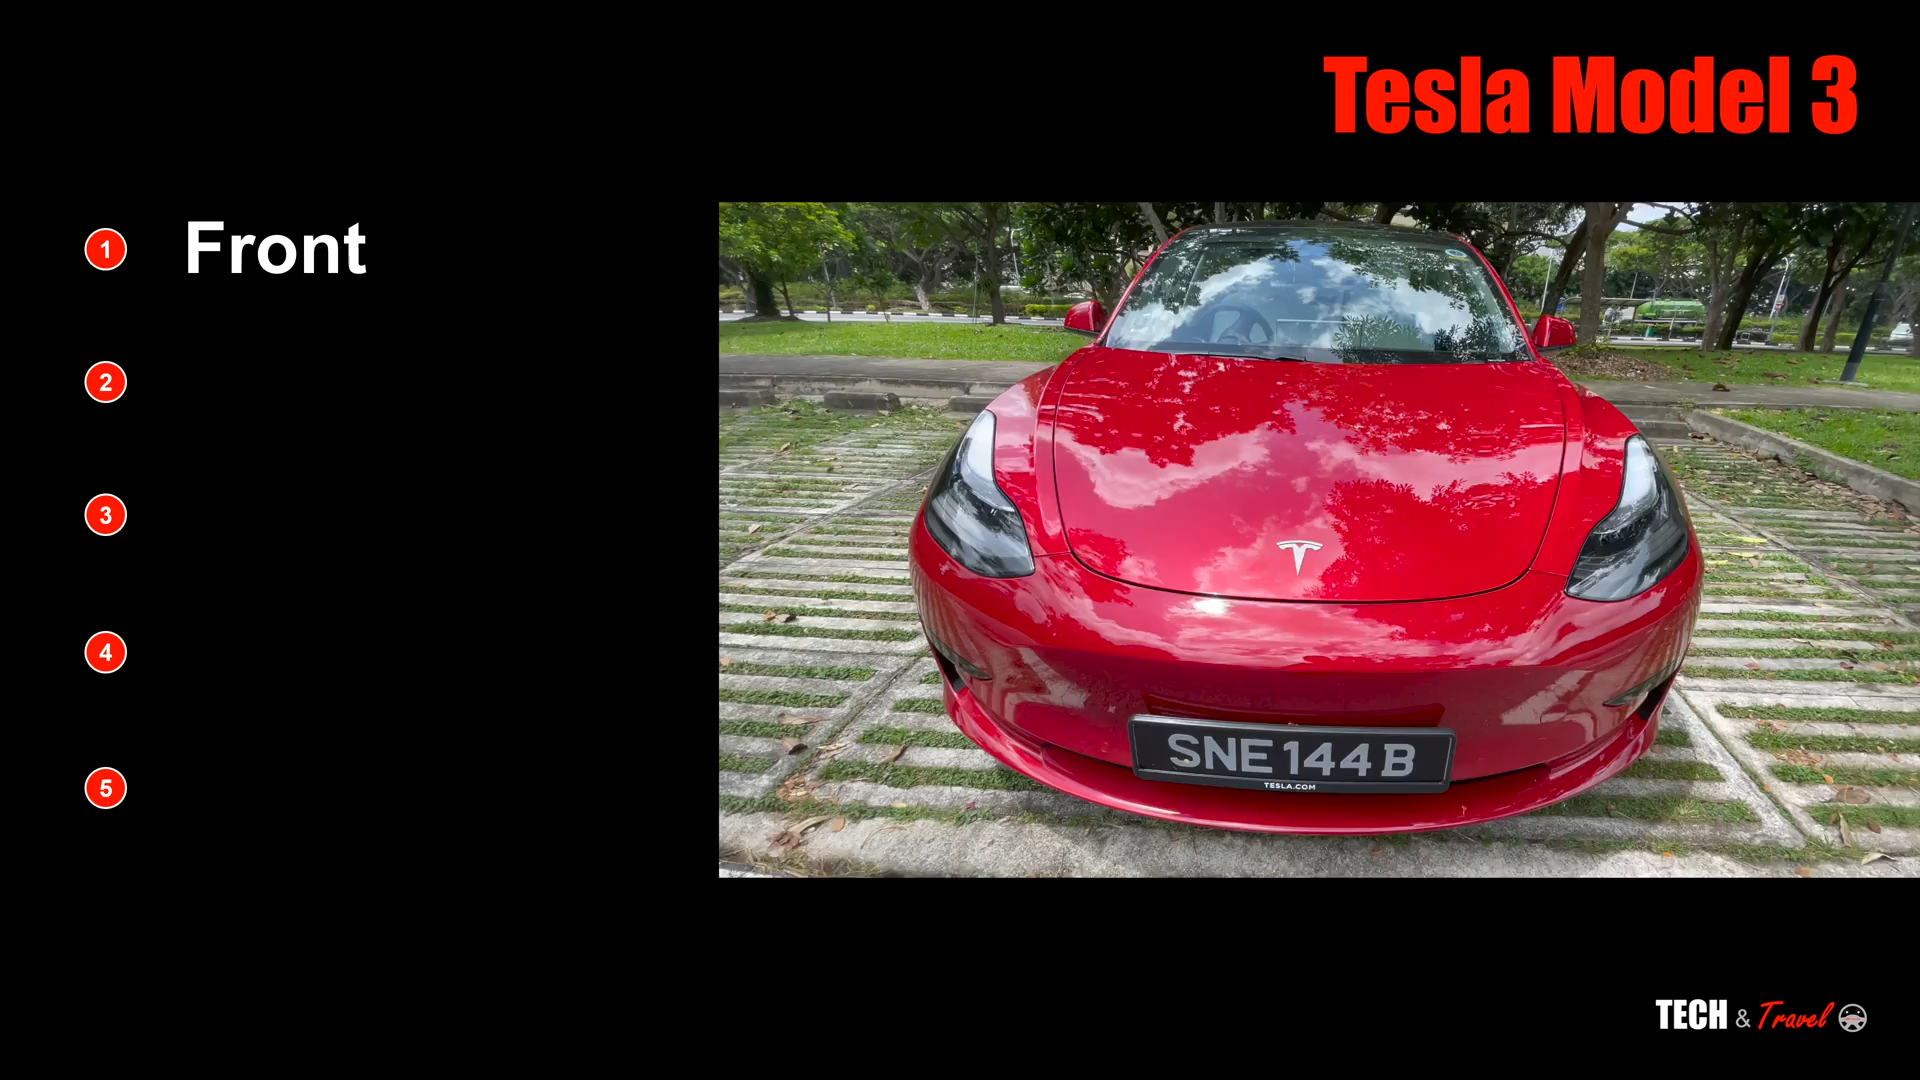 Tesla Model 3
1 Front
2
3
4
5
SNE 144 B
TESLA.COM
TECH & Travel